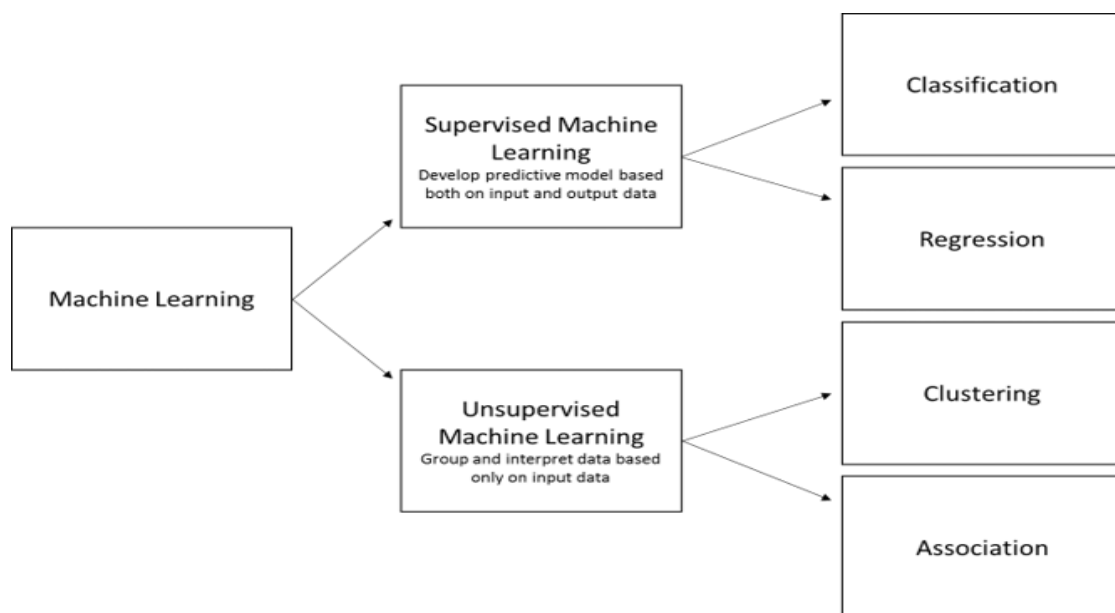 Machine Learning
Supervised Machine
Learning
Develop predictive model based
both on input and output data
Unsupervised
Machine Learning
Group and interpret data based
only on input data
Classification
Regression
Clustering
Association